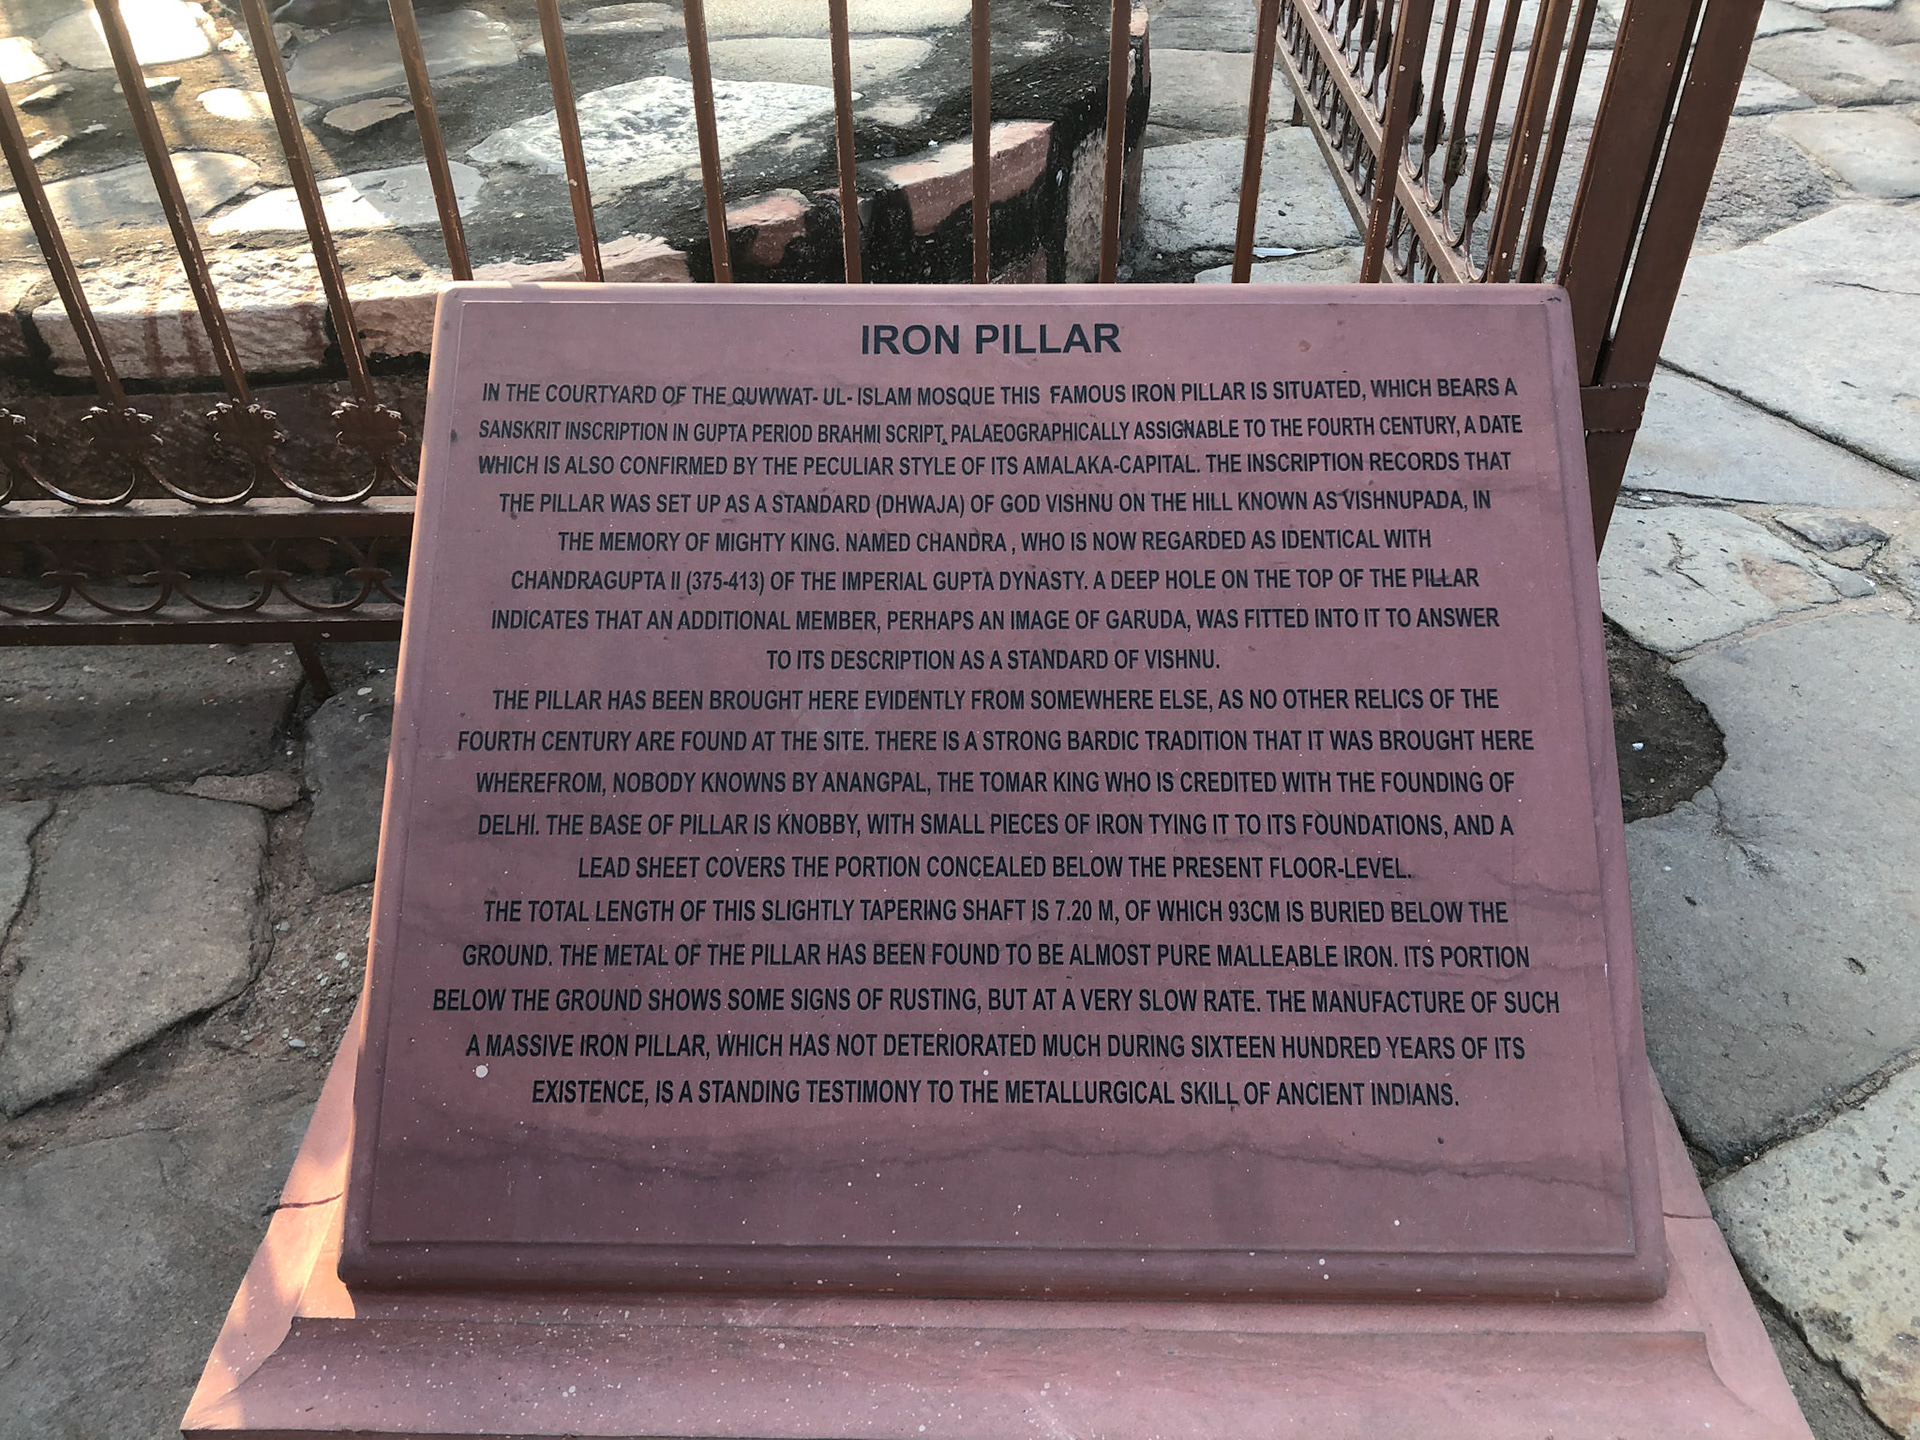 IRON PILLAR
IN THE COURTYARD OF THE QUWWAT- UL- ISLAM MOSQUE THIS FAMOUS IRON PILLAR IS SITUATED, WHICH BEARS A
SANSKRIT INSCRIPTION IN GUPTA PERIOD BRAHMI SCRIPT, PALAEOGRAPHICALLY ASSIGNABLE TO THE FOURTH CENTURY, A DATE
WHICH IS ALSO CONFIRMED BY THE PECULIAR STYLE OF ITS AMALAKA-CAPITAL. THE INSCRIPTION RECORDS THAT
THE PILLAR WAS SET UP AS A STANDARD (DHWAJA) OF GOD VISHNU ON THE HILL KNOWN AS VISHNUPADA, IN
THE MEMORY OF MIGHTY KING. NAMED CHANDRA , WHO IS NOW REGARDED AS IDENTICAL WITH
CHANDRAGUPTA II (375-413) OF THE IMPERIAL GUPTA DYNASTY. A DEEP HOLE ON THE TOP OF THE PILLAR
INDICATES THAT AN ADDITIONAL MEMBER, PERHAPS AN IMAGE OF GARUDA, WAS FITTED INTO IT TO ANSWER
TO ITS DESCRIPTION AS A STANDARD OF VISHNU.
THE PILLAR HAS BEEN BROUGHT HERE EVIDENTLY FROM SOMEWHERE ELSE, AS NO OTHER RELICS OF THE
FOURTH CENTURY ARE FOUND AT THE SITE. THERE IS A STRONG BARDIC TRADITION THAT IT WAS BROUGHT HERE
WHEREFROM, NOBODY KNOWNS BY ANANGPAL, THE TOMAR KING WHO IS CREDITED WITH THE FOUNDING OF
DELHI. THE BASE OF PILLAR IS KNOBBY, WITH SMALL PIECES OF IRON TYING IT TO ITS FOUNDATIONS, AND A
LEAD SHEET COVERS THE PORTION CONCEALED BELOW THE PRESENT FLOOR-LEVEL.
THE TOTAL LENGTH OF THIS SLIGHTLY TAPERING SHAFT IS 7.20 M, OF WHICH 93CM IS BURIED BELOW THE
GROUND. THE METAL OF THE PILLAR HAS BEEN FOUND TO BE ALMOST PURE MALLEABLE IRON. ITS PORTION
BELOW THE GROUND SHOWS SOME SIGNS OF RUSTING, BUT AT A VERY SLOW RATE. THE MANUFACTURE OF SUCH
A MASSIVE IRON PILLAR, WHICH HAS NOT DETERIORATED MUCH DURING SIXTEEN HUNDRED YEARS OF ITS
EXISTENCE, IS A STANDING TESTIMONY TO THE METALLURGICAL SKILL OF ANCIENT INDIANS.